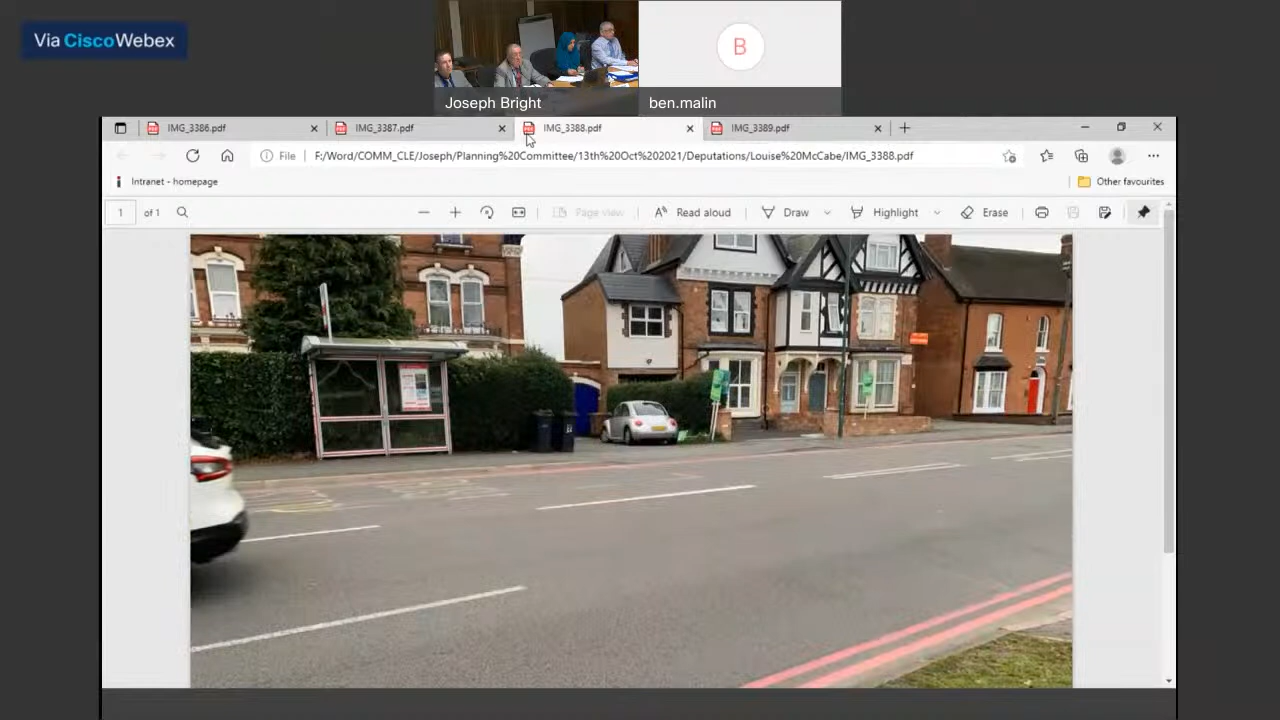 Via Cisco Webex
B
Joseph Bright
ben.malin
IMG_3386.pdf
IMG_3387.pdf
IMG_3388.pdf
IMG_3389.pdf
File
F:/Word/COMM_CLE/Joseph/Planning%20Committee/13th%20Oct%202021/Deputations/Louise%20McCabe/IMG_3388.pdf
Intranet - homepage
Other favourites
1 of 1
Page view
Read aloud
Draw
Highlight
Erase